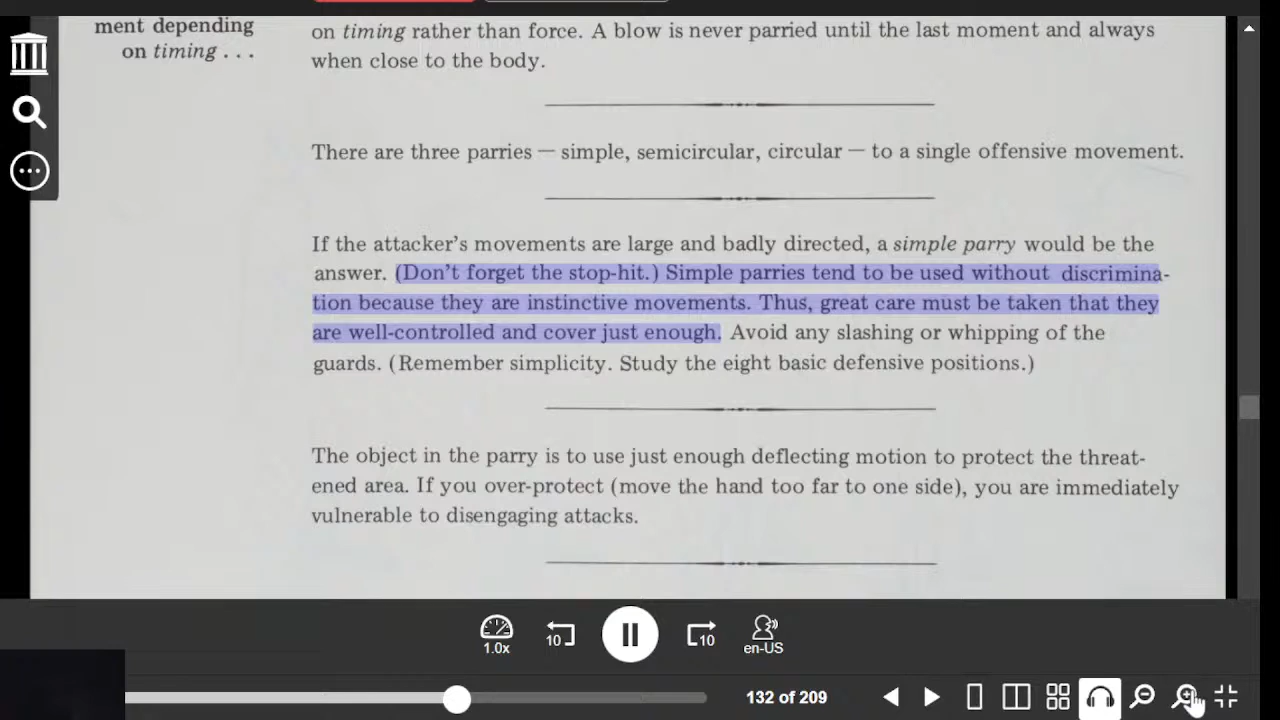 ment depending
on timing . . .
on timing rather than force. A blow is never parried until the last moment and always
when close to the body.
There are three parries — simple, semicircular, circular — to a single offensive movement.
If the attacker's movements are large and badly directed, a simple parry would be the
answer. (Don't forget the stop-hit.) Simple parries tend to be used without discrimina-
tion because they are instinctive movements. Thus, great care must be taken that they
are well-controlled and cover just enough. Avoid any slashing or whipping of the
guards. (Remember simplicity. Study the eight basic defensive positions.)
The object in the parry is to use just enough deflecting motion to protect the threat-
ened area. If you over-protect (move the hand too far to one side), you are immediately
vulnerable to disengaging attacks.
1.0x
10
10
en-US
132 of 209